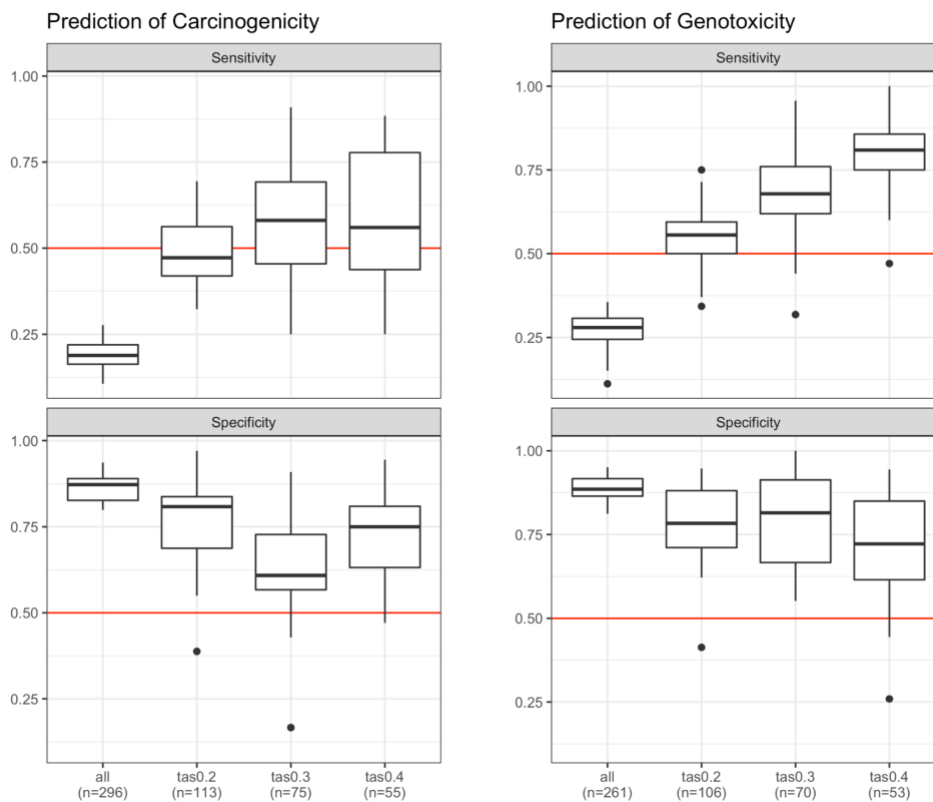 Prediction of Carcinogenicity
Sensitivity
1.00
0.75
0.50
0.25
Specificity
1.00
0.75
0.50
0.25
all
(n=296)
tas0.2
(n=113)
tas0.3
(n=75)
tas0.4
(n=55)
Prediction of Genotoxicity
Sensitivity
1.00
0.75
0.50
0.25
Specificity
1.00
0.75
0.50
0.25
all
(n=261)
tas0.2
(n=106)
tas0.3
(n=70)
tas0.4
(n=53)